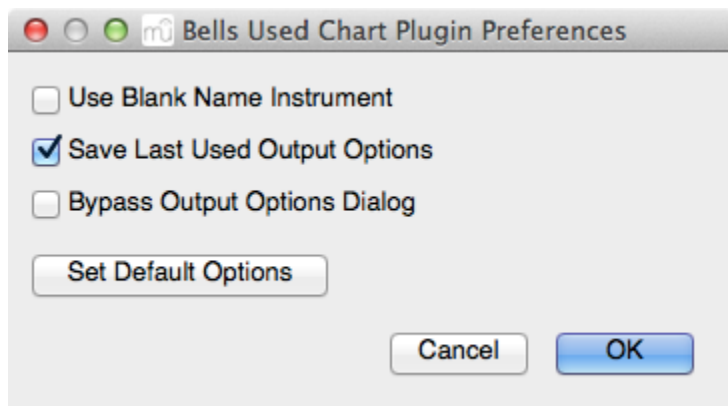 Bells Used Chart Plugin Preferences
Use Blank Name Instrument
Save Last Used Output Options
Bypass Output Options Dialog
Set Default Options
Cancel OK